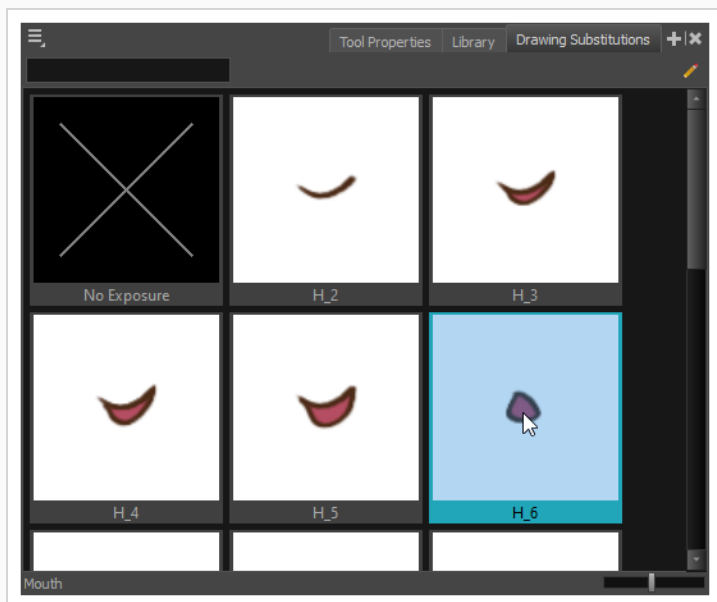 Tool Properties Library Drawing Substitutions
No Exposure H_2 H_3
H_4 H_5 H_6
Mouth